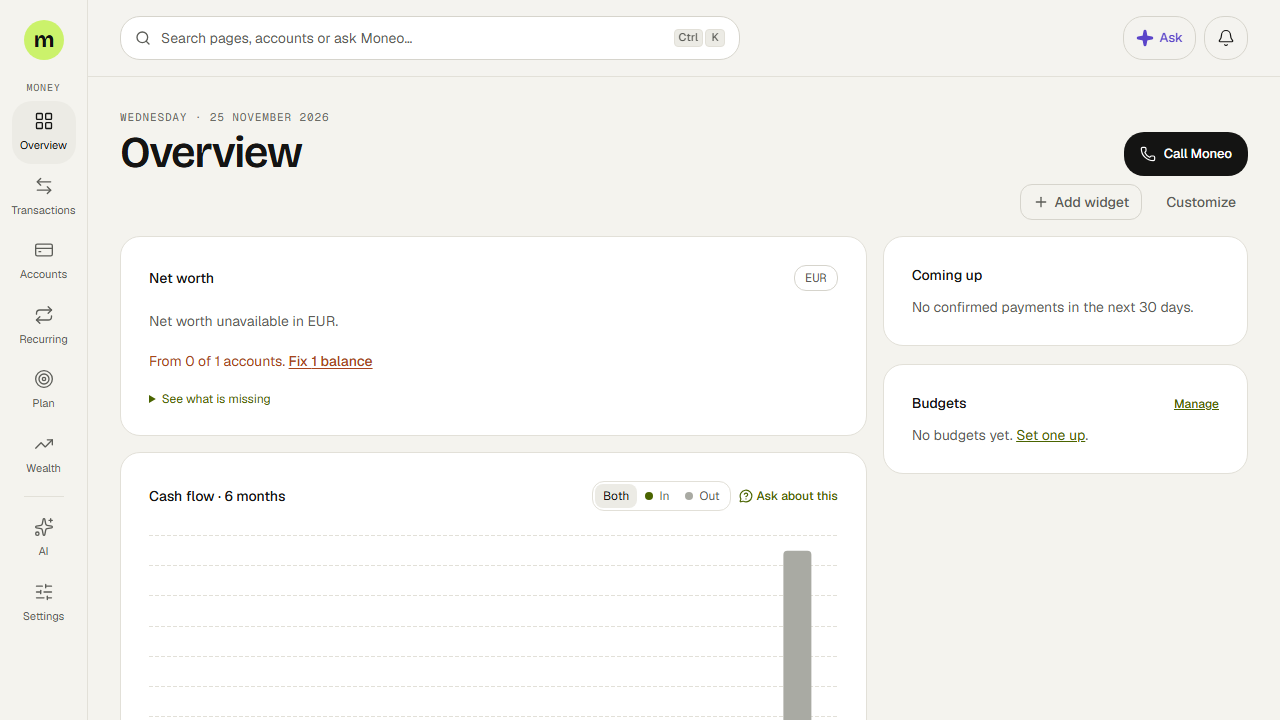 m
Search pages, accounts or ask Moneo...
Ctrl K
Ask
MONEY
Overview
Transactions
Accounts
Recurring
Plan
Wealth
AI
Settings
WEDNESDAY · 25 NOVEMBER 2026
Overview
Call Moneo
Add widget
Customize
Net worth
EUR
Net worth unavailable in EUR.
From 0 of 1 accounts. Fix 1 balance
See what is missing
Coming up
No confirmed payments in the next 30 days.
Budgets
Manage
No budgets yet. Set one up.
Cash flow · 6 months
Both
In
Out
Ask about this